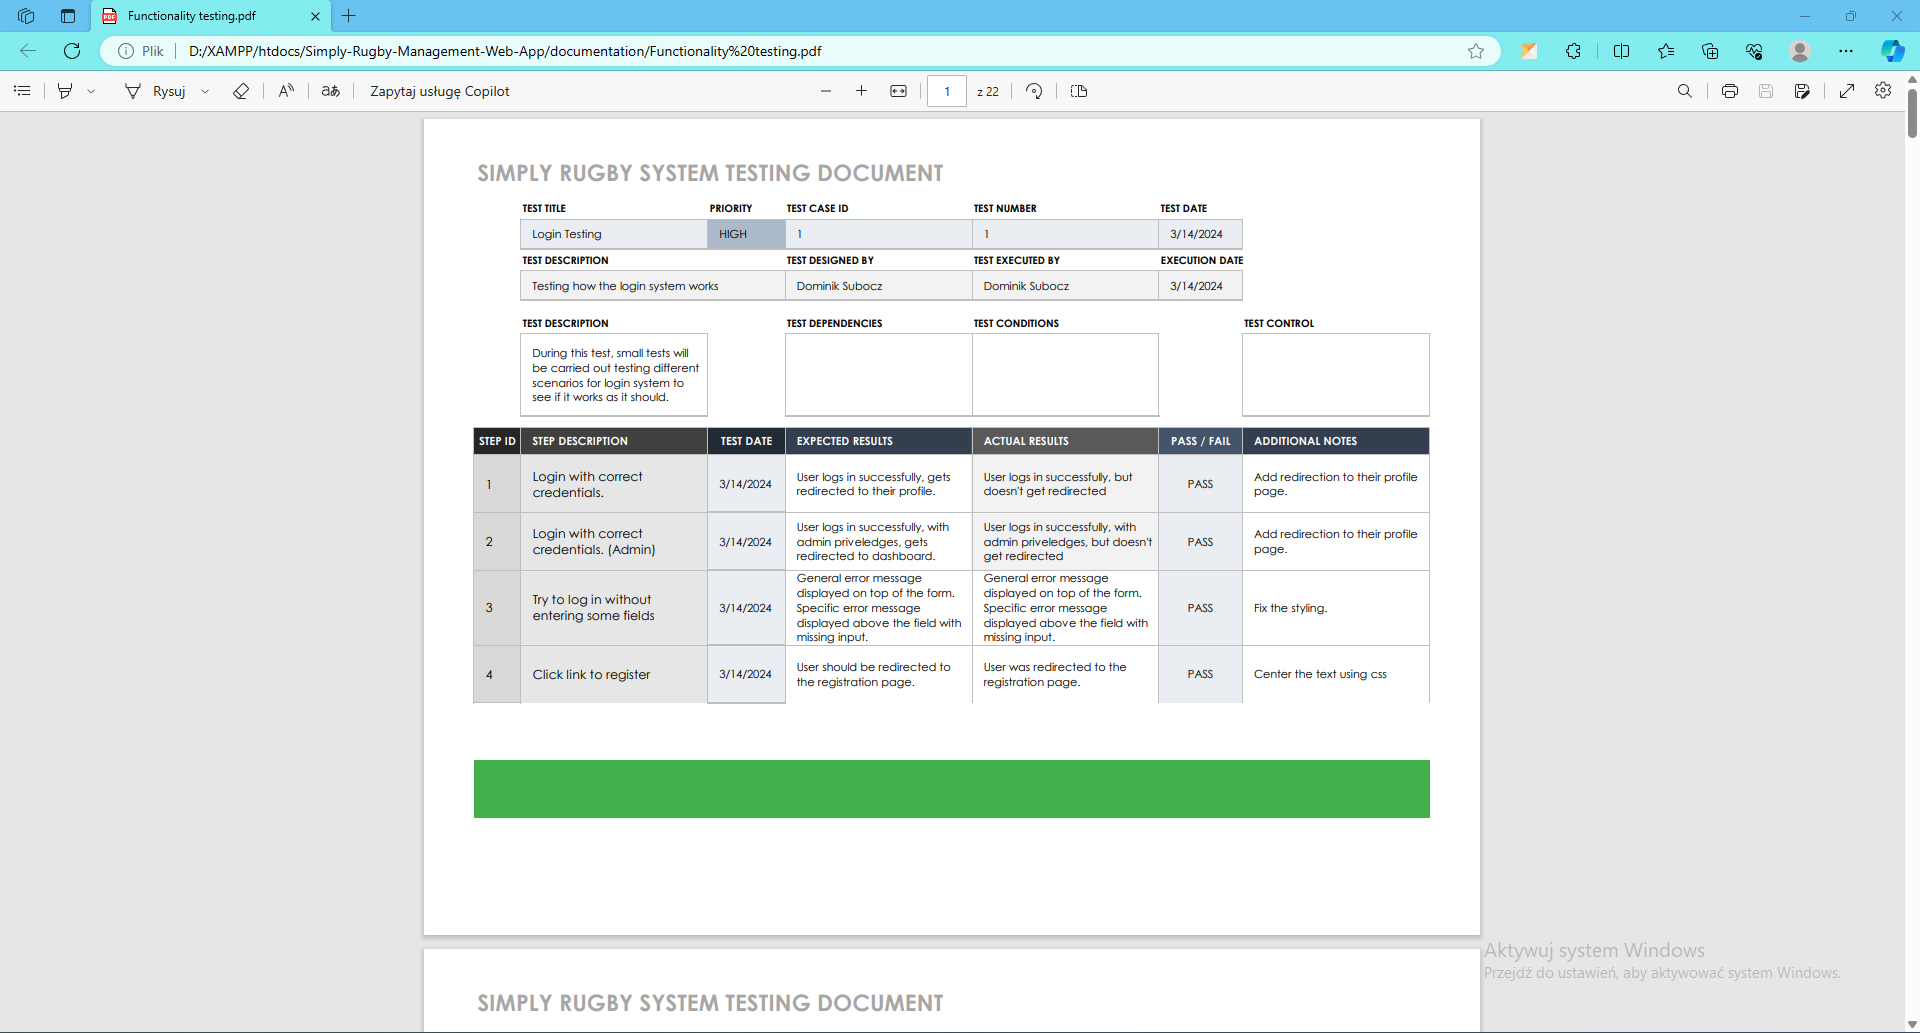 Functionality testing.pdf
Plik
D:/XAMPP/htdocs/Simply-Rugby-Management-Web-App/documentation/Functionality%20testing.pdf
Rysuj
A
aあ
Zapytaj usługę Copilot
1
z 22
SIMPLY RUGBY SYSTEM TESTING DOCUMENT
TEST TITLE PRIORITY TEST CASE ID TEST NUMBER TEST DATE
Login Testing HIGH 1 1 3/14/2024
TEST DESCRIPTION TEST DESIGNED BY TEST EXECUTED BY EXECUTION DATE
Testing how the login system works Dominik Subocz Dominik Subocz 3/14/2024
TEST DESCRIPTION TEST DEPENDENCIES TEST CONDITIONS TEST CONTROL
During this test, small tests will
be carried out testing different
scenarios for login system to
see if it works as it should.
STEP ID STEP DESCRIPTION TEST DATE EXPECTED RESULTS ACTUAL RESULTS PASS / FAIL ADDITIONAL NOTES
1
Login with correct
credentials.
3/14/2024
User logs in successfully, gets
redirected to their profile.
User logs in successfully, but
doesn't get redirected
PASS
Add redirection to their profile
page.
2
Login with correct
credentials. (Admin)
3/14/2024
User logs in successfully, with
admin priveledges, gets
redirected to dashboard.
User logs in successfully, with
admin priveledges, but doesn't
get redirected
PASS
Add redirection to their profile
page.
3
Try to log in without
entering some fields
3/14/2024
General error message
displayed on top of the form.
Specific error message
displayed above the field with
missing input.
General error message
displayed on top of the form.
Specific error message
displayed above the field with
missing input.
PASS
Fix the styling.
4
Click link to register
3/14/2024
User should be redirected to
the registration page.
User was redirected to the
registration page.
PASS
Center the text using css
Aktywuj system Windows
Przejdź do ustawień, aby aktywować system Windows.
SIMPLY RUGBY SYSTEM TESTING DOCUMENT